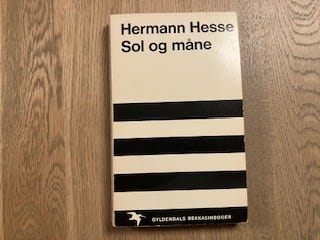 Hermann Hesse
Sol og måne
GYLDENDALS BEKKASINBØGER